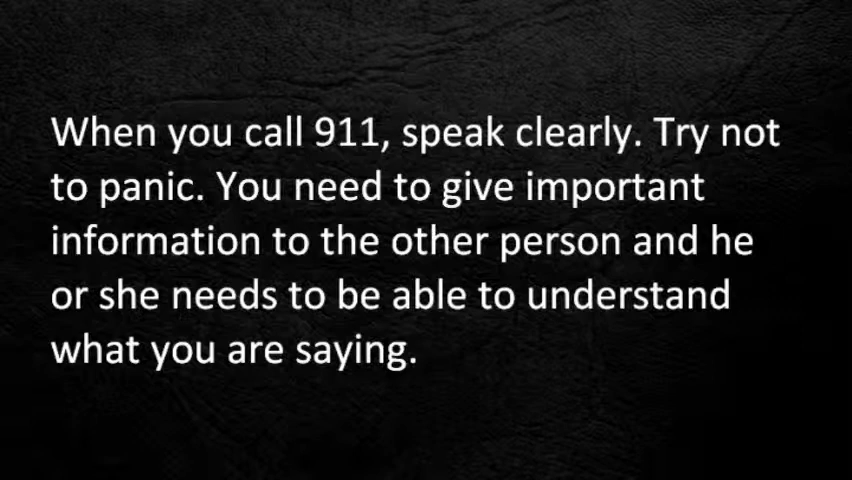 When you call 911, speak clearly. Try not
to panic. You need to give important
information to the other person and he
or she needs to be able to understand
what you are saying.